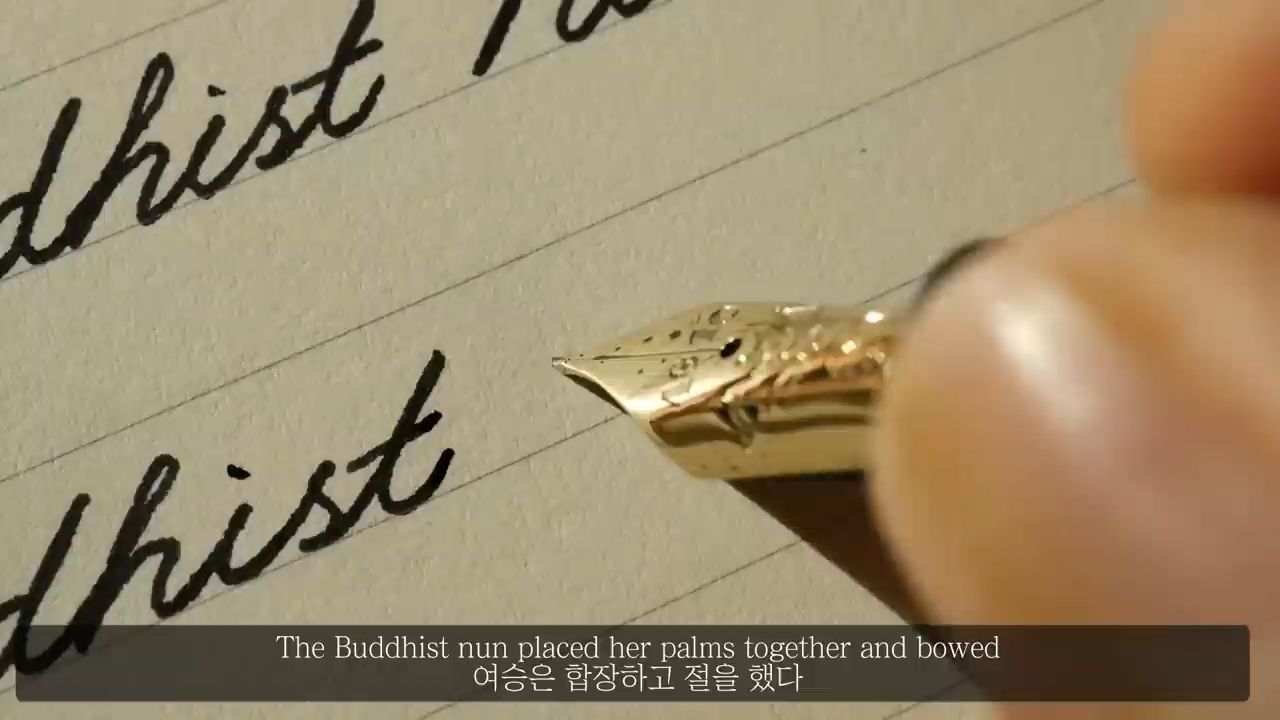 dhist
dhist
The Buddhist nun placed her palms together and bowed
여승은 합장하고 절을 했다